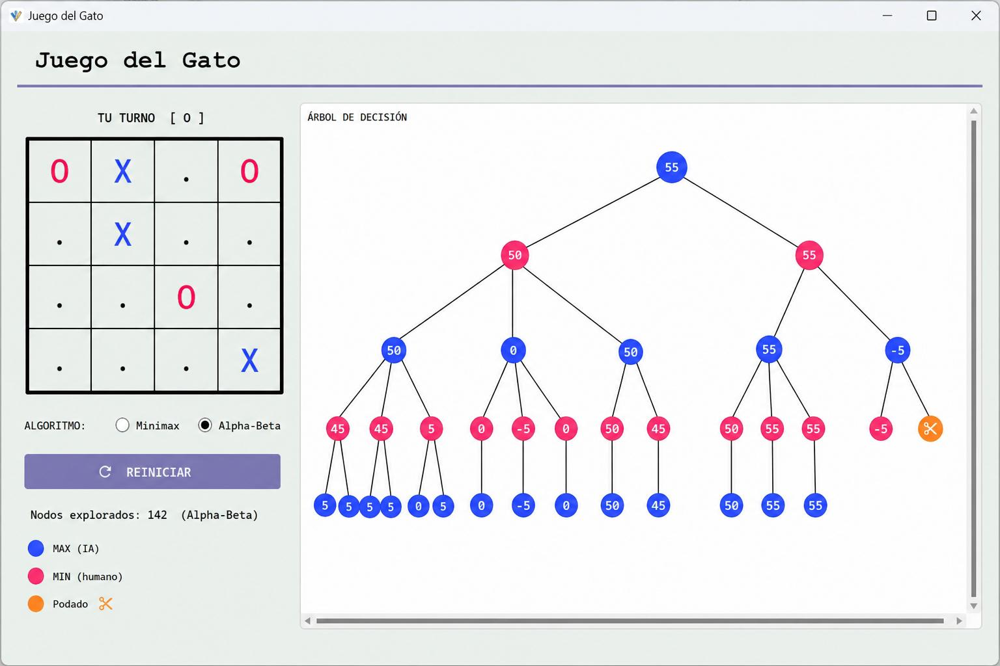 Juego del Gato
Juego del Gato
TU TURNO [ O ]
O X . O
. X . .
. . O .
. . . X
ALGORITMO: Minimax Alpha-Beta
REINICIAR
Nodos explorados: 142 (Alpha-Beta)
MAX (IA)
MIN (humano)
Podado
ÁRBOL DE DECISIÓN
55
50 55
50 0 50 55 -5
45 45 5 0 -5 0 50 45 50 55 55 -5
5 5 5 5 0 5 0 -5 0 50 45 50 55 55